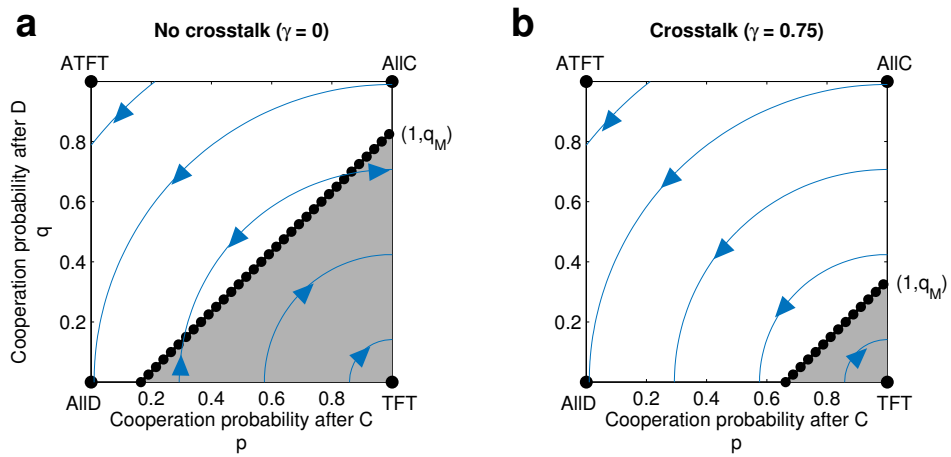 a
No crosstalk (γ = 0)
ATFT
AllC
0.8
0.6
0.4
0.2
(1,qM)
Cooperation probability after D
q
AllD
0.2
0.4
0.6
0.8
TFT
Cooperation probability after C
p
b
Crosstalk (γ = 0.75)
ATFT
AllC
0.8
0.6
0.4
0.2
(1,qM)
AllD
0.2
0.4
0.6
0.8
TFT
Cooperation probability after C
p